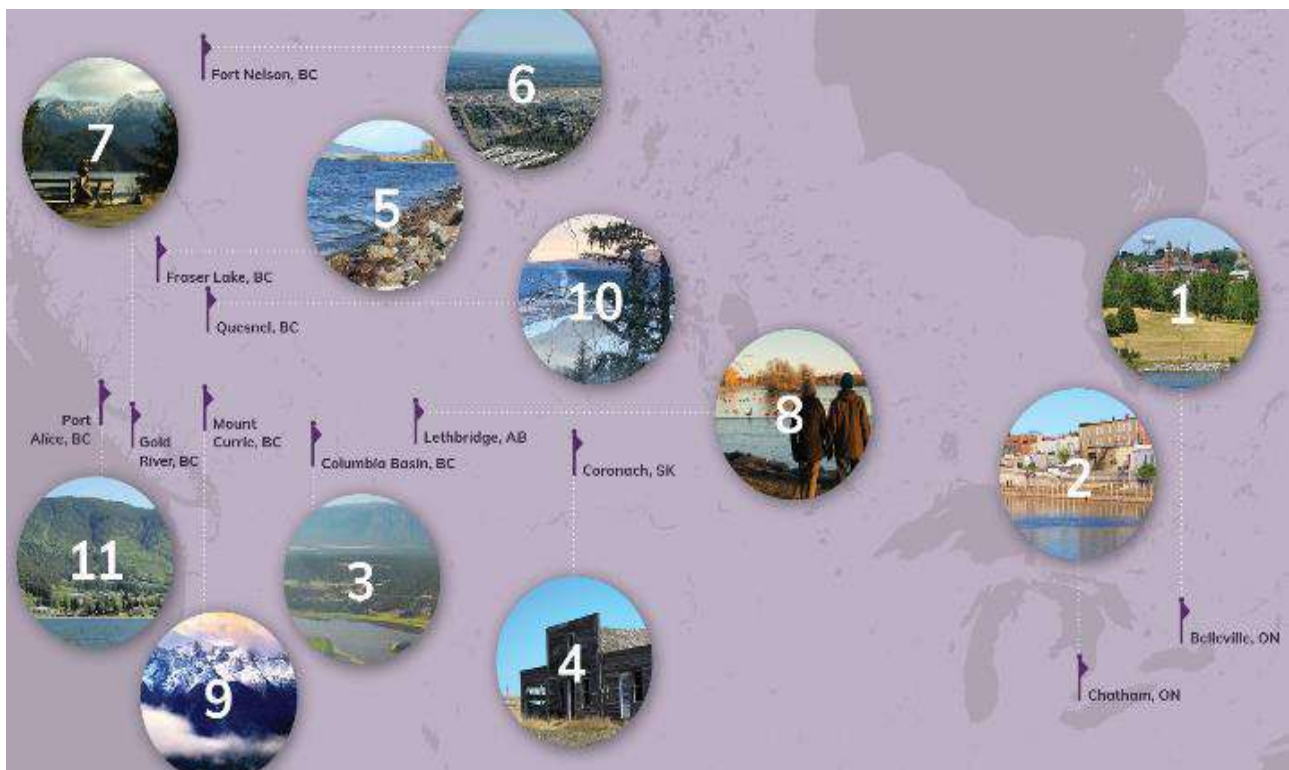 Fort Nelson, BC
6
7
5
Fraser Lake, BC
10
Quesnel, BC
1
8
Port
Alice, BC
Gold
River, BC
Mount
Currie, BC
Columbia Basin, BC
Lethbridge, AB
Coronach, SK
2
11
3
4
9
Belleville, ON
Chatham, ON